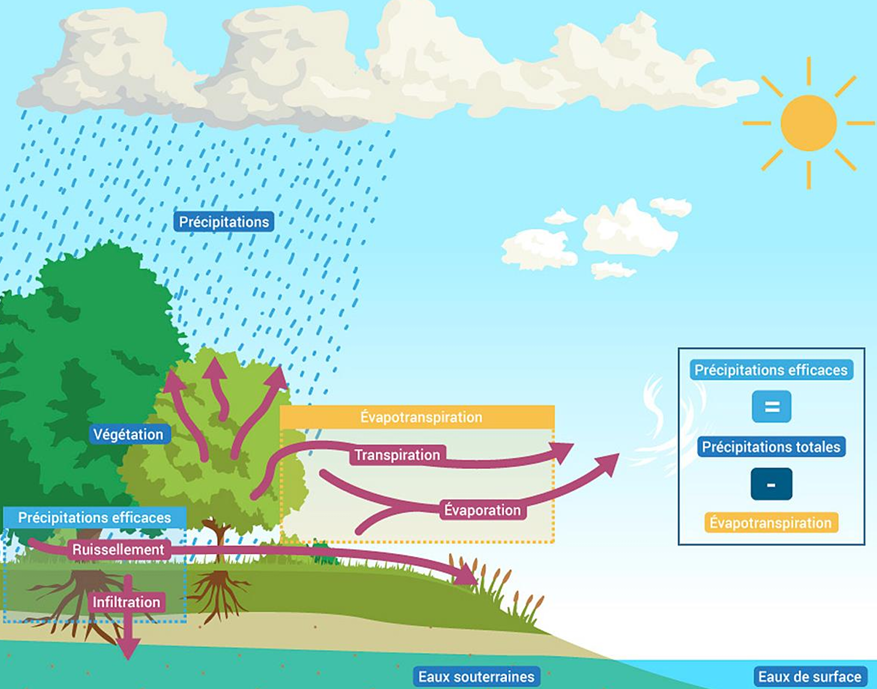 Précipitations
Végétation
Évapotranspiration
Transpiration
Évaporation
Précipitations efficaces
Ruissellement
Infiltration
Eaux souterraines
Eaux de surface
Précipitations efficaces
=
Précipitations totales
-
Évapotranspiration